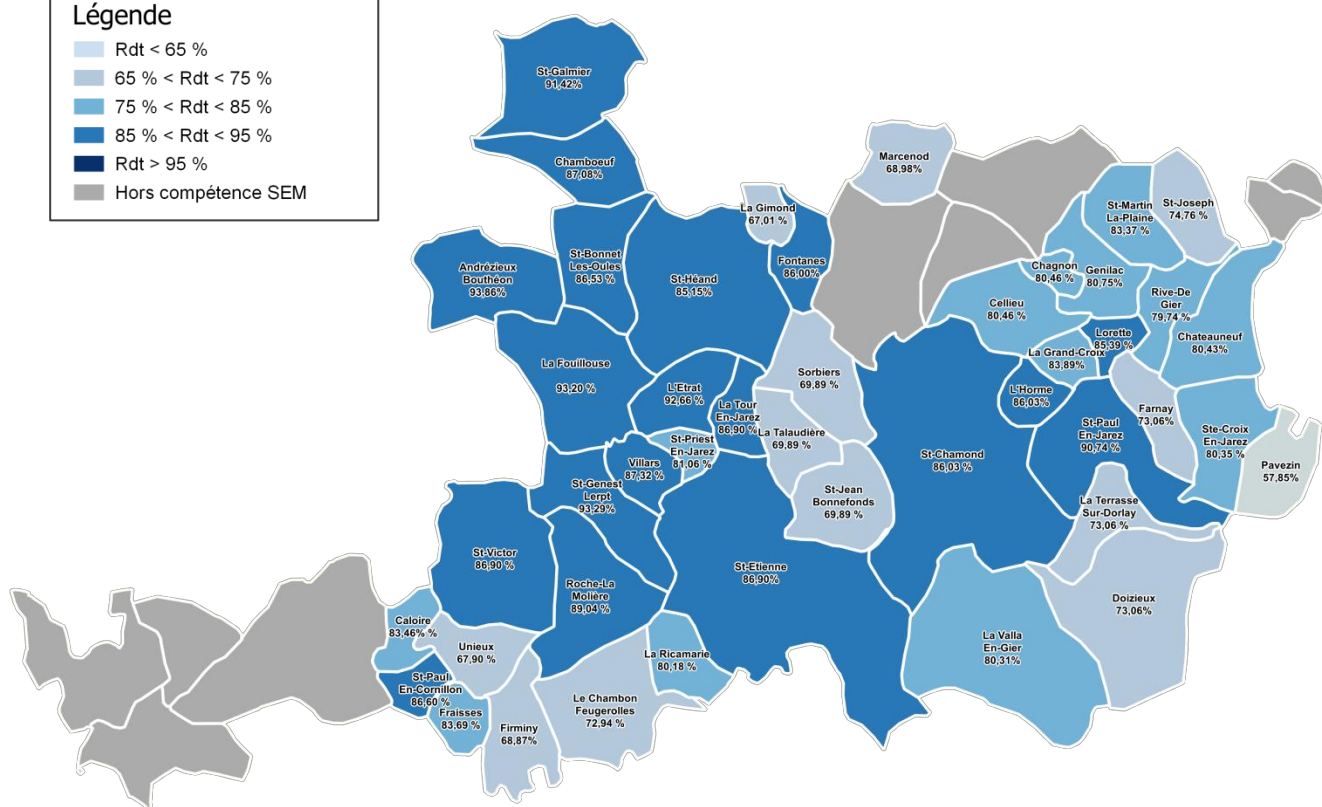 Légende
Rdt < 65 %
65 % < Rdt < 75 %
75 % < Rdt < 85 %
85 % < Rdt < 95 %
Rdt > 95 %
Hors compétence SEM
St-Galmier
91,42%
Chamboeuf
87,08%
Marcenod
68,98%
La Gimond
67,01 %
St-Martin
La-Plaine
83,37 %
St-Joseph
74,76 %
Andrézieux
Bouthéon
93,86%
St-Bonnet
Les-Oules
86,53 %
St-Héand
85,15%
Fontanes
86,00%
Chagnon
80,46 %
Genilac
80,75%
Rive-De
Gier
79,74 %
Cellieu
80,46 %
Lorette
85,39 %
Chateauneuf
80,43%
La Grand-Croix
83,89%
La Fouillouse
93,20 %
L'Etrat
92,66 %
La Tour
En-Jarez
86,90 %
Sorbiers
69,89 %
L'Horme
86,03%
Farnay
73,06%
St-Priest
En-Jarez
81,06 %
La Talaudière
69,89 %
St-Paul
En-Jarez
90,74 %
Ste-Croix
En-Jarez
80,35 %
Villars
87,32 %
St-Chamond
86,03 %
Pavezin
57,85%
St-Genest
Lerpt
93,29%
St-Jean
Bonnefonds
69,89 %
La Terrasse
Sur-Dorlay
73,06 %
St-Victor
86,90 %
St-Etienne
86,90%
Roche-La
Molière
89,04 %
Doizieux
73,06%
Caloire
83,46% %
Unieux
67,90 %
La Ricamarie
80,18 %
La Valla
En-Gier
80,31%
St-Paul
En-Cornillon
86,60 %
Fraisses
83,69 %
Firminy
68,87%
Le Chambon
Feugerolles
72,94 %